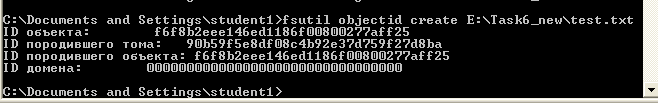 C:\Documents and Settings\student1>fsutil objectid create E:\Task6_new\test.txt
ID объекта: f6f8b2eee146ed1186f00800277aff25
ID породившего тома: 90b59f5e8df08c4b92e37d759f27d8ba
ID породившего объекта: f6f8b2eee146ed1186f00800277aff25
ID домена: 00000000000000000000000000000000
C:\Documents and Settings\student1>